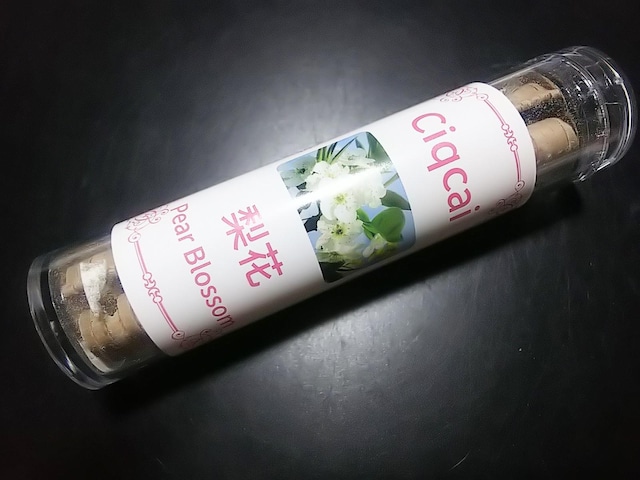 Ciqcai
梨花
Pear Blossom